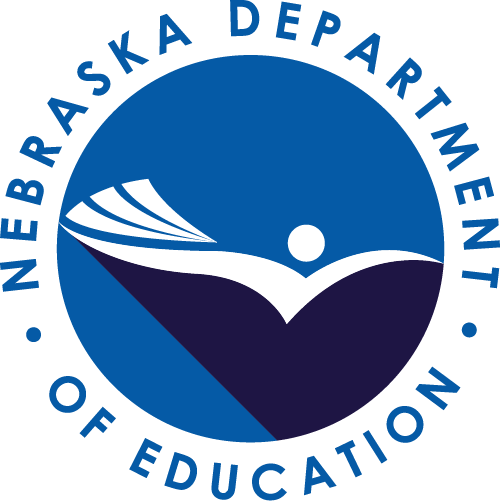 NEBRASKA DEPARTMENT
OF EDUCATION